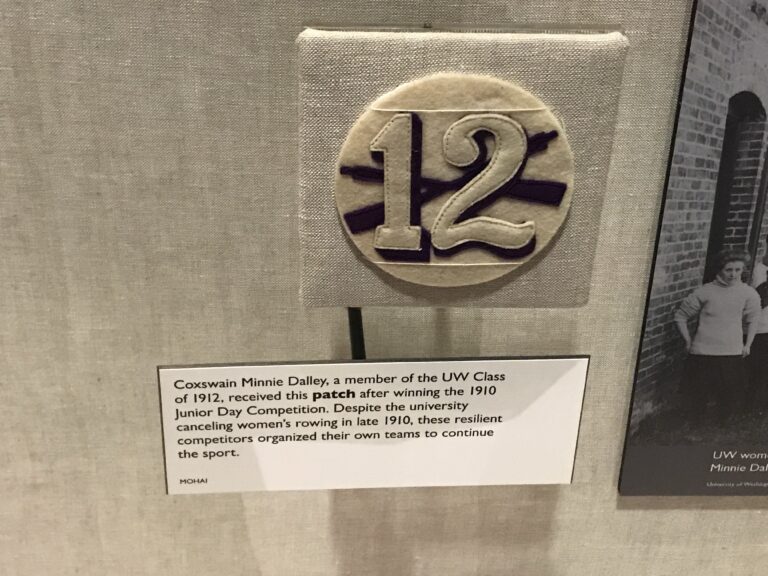 12
Coxswain Minnie Dalley, a member of the UW Class
of 1912, received this patch after winning the 1910
Junior Day Competition. Despite the university
canceling women's rowing in late 1910, these resilient
competitors organized their own teams to continue
the sport.
MOHAI
UW
Minnie
University of